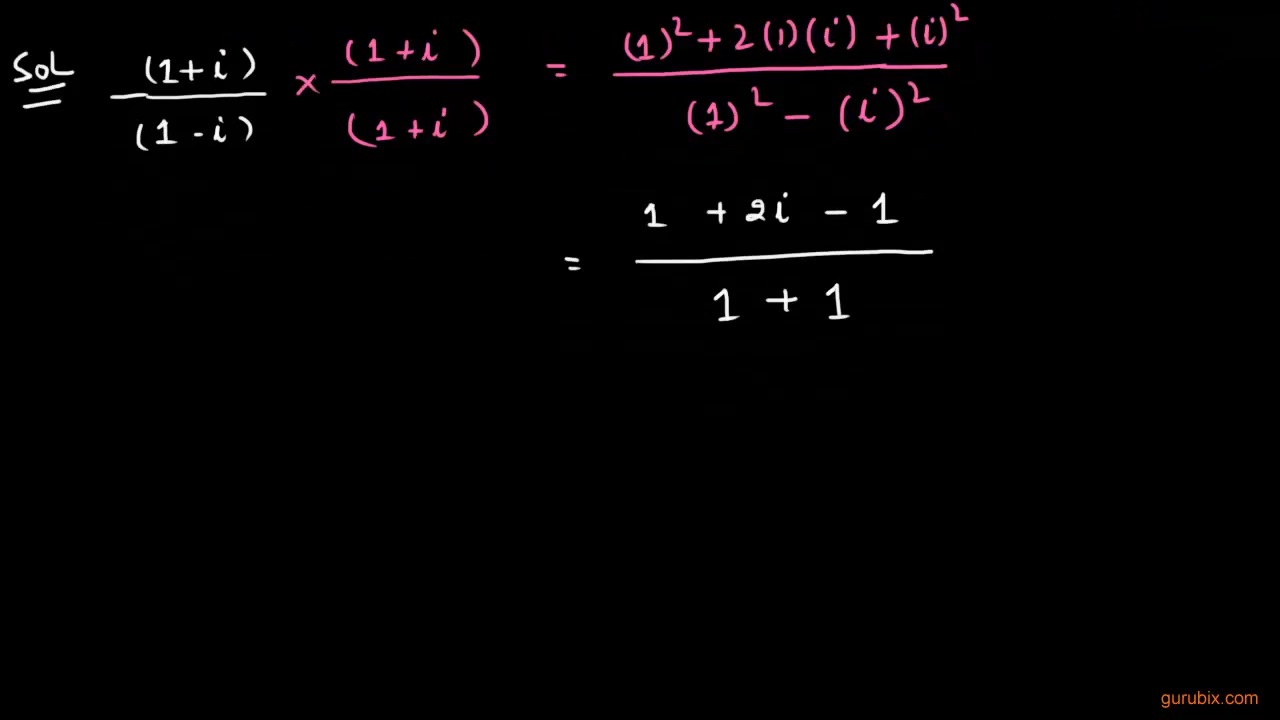 Sol (1+i)/(1-i) × (1+i)/(1+i) = ((1)² + 2(1)(i) + (i)²)/((1)² - (i)²)
= (1 + 2i - 1)/(1 + 1)
gurubix.com